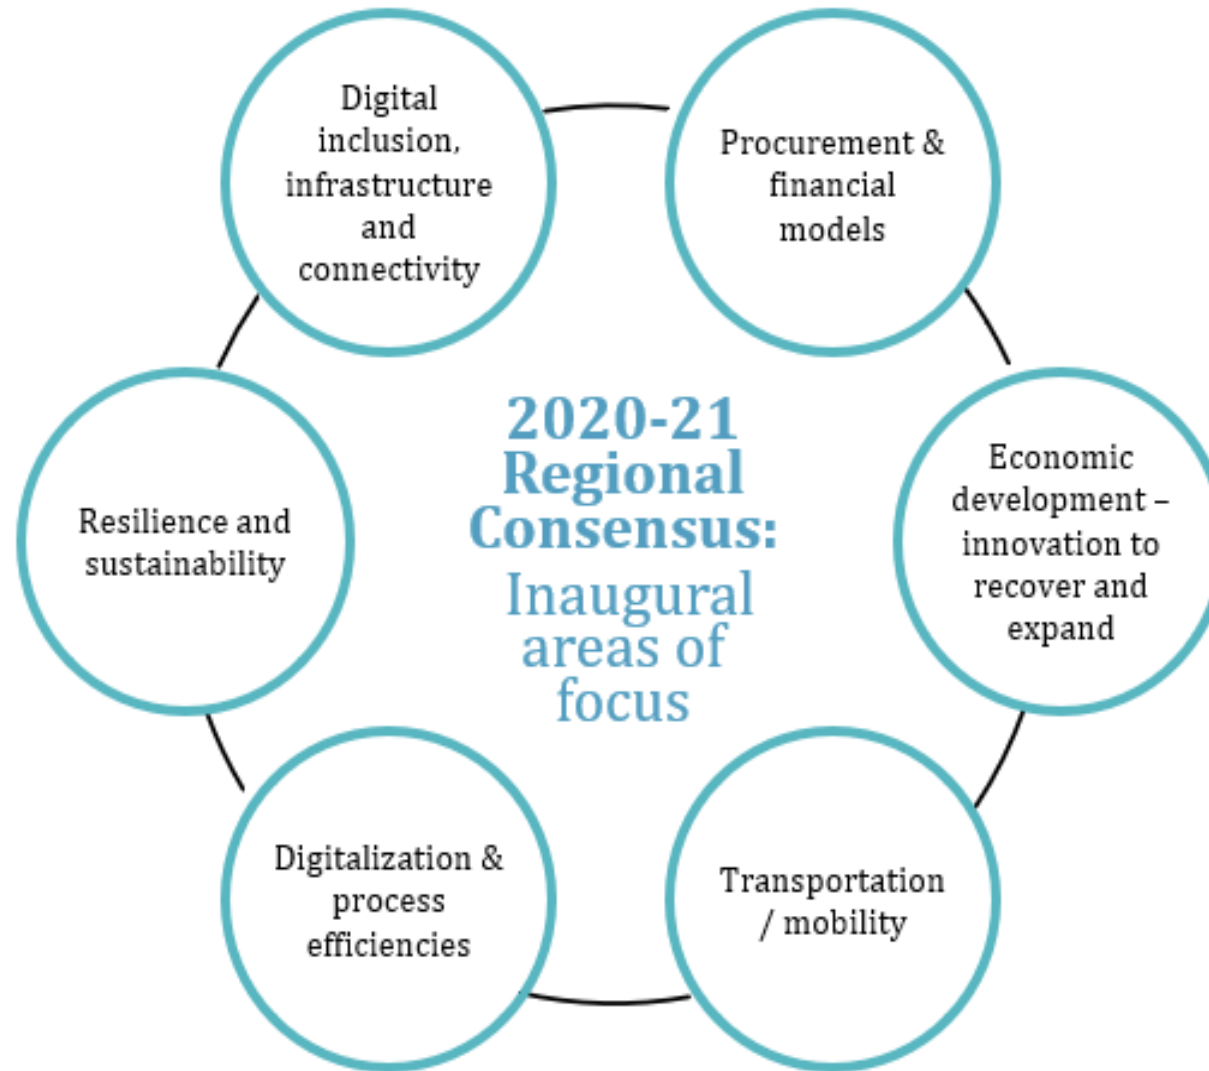 Digital
inclusion,
infrastructure
and
connectivity
Procurement &
financial
models
Economic
development –
innovation to
recover and
expand
Transportation
/ mobility
Digitalization &
process
efficiencies
Resilience and
sustainability
2020-21
Regional
Consensus:
Inaugural
areas of
focus